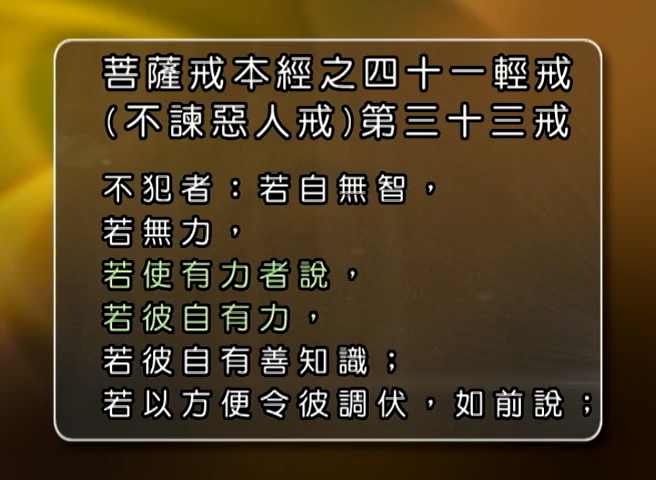 菩薩戒本經之四十一輕戒
(不諫惡人戒)第三十三戒
不犯者：若自無智，
若無力，
若使有力者說，
若彼自有力，
若彼自有善知識；
若以方便令彼調伏，如前說；